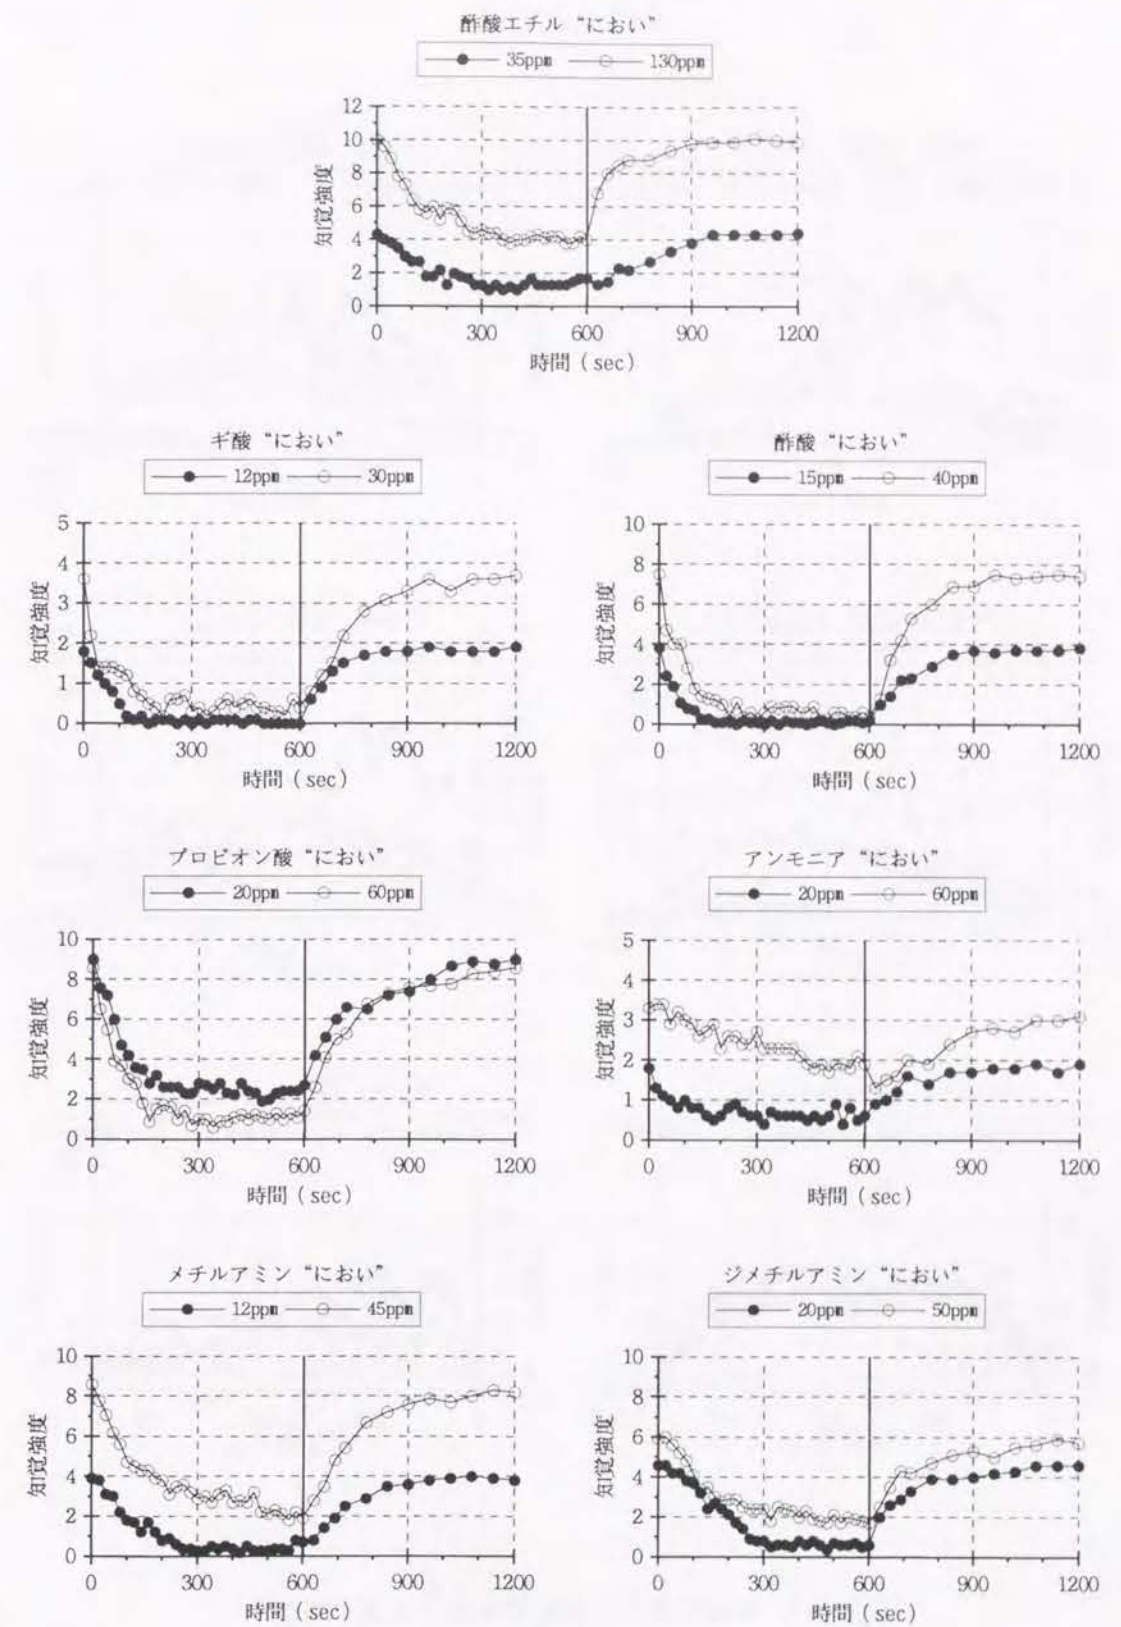 酢酸エチル “におい”
35ppm 130ppm
12
10
8
6
4
2
0
知覚強度
0 300 600 900 1200
時間 ( sec )
ギ酸 “におい”
12ppm 30ppm
5
4
3
2
1
0
知覚強度
0 300 600 900 1200
時間 ( sec )
酢酸 “におい”
15ppm 40ppm
10
8
6
4
2
0
知覚強度
0 300 600 900 1200
時間 ( sec )
プロピオン酸 “におい”
20ppm 60ppm
10
8
6
4
2
0
知覚強度
0 300 600 900 1200
時間 ( sec )
アンモニア “におい”
20ppm 60ppm
5
4
3
2
1
0
知覚強度
0 300 600 900 1200
時間 ( sec )
メチルアミン “におい”
12ppm 45ppm
10
8
6
4
2
0
知覚強度
0 300 600 900 1200
時間 ( sec )
ジメチルアミン “におい”
20ppm 50ppm
10
8
6
4
2
0
知覚強度
0 300 600 900 1200
時間 ( sec )